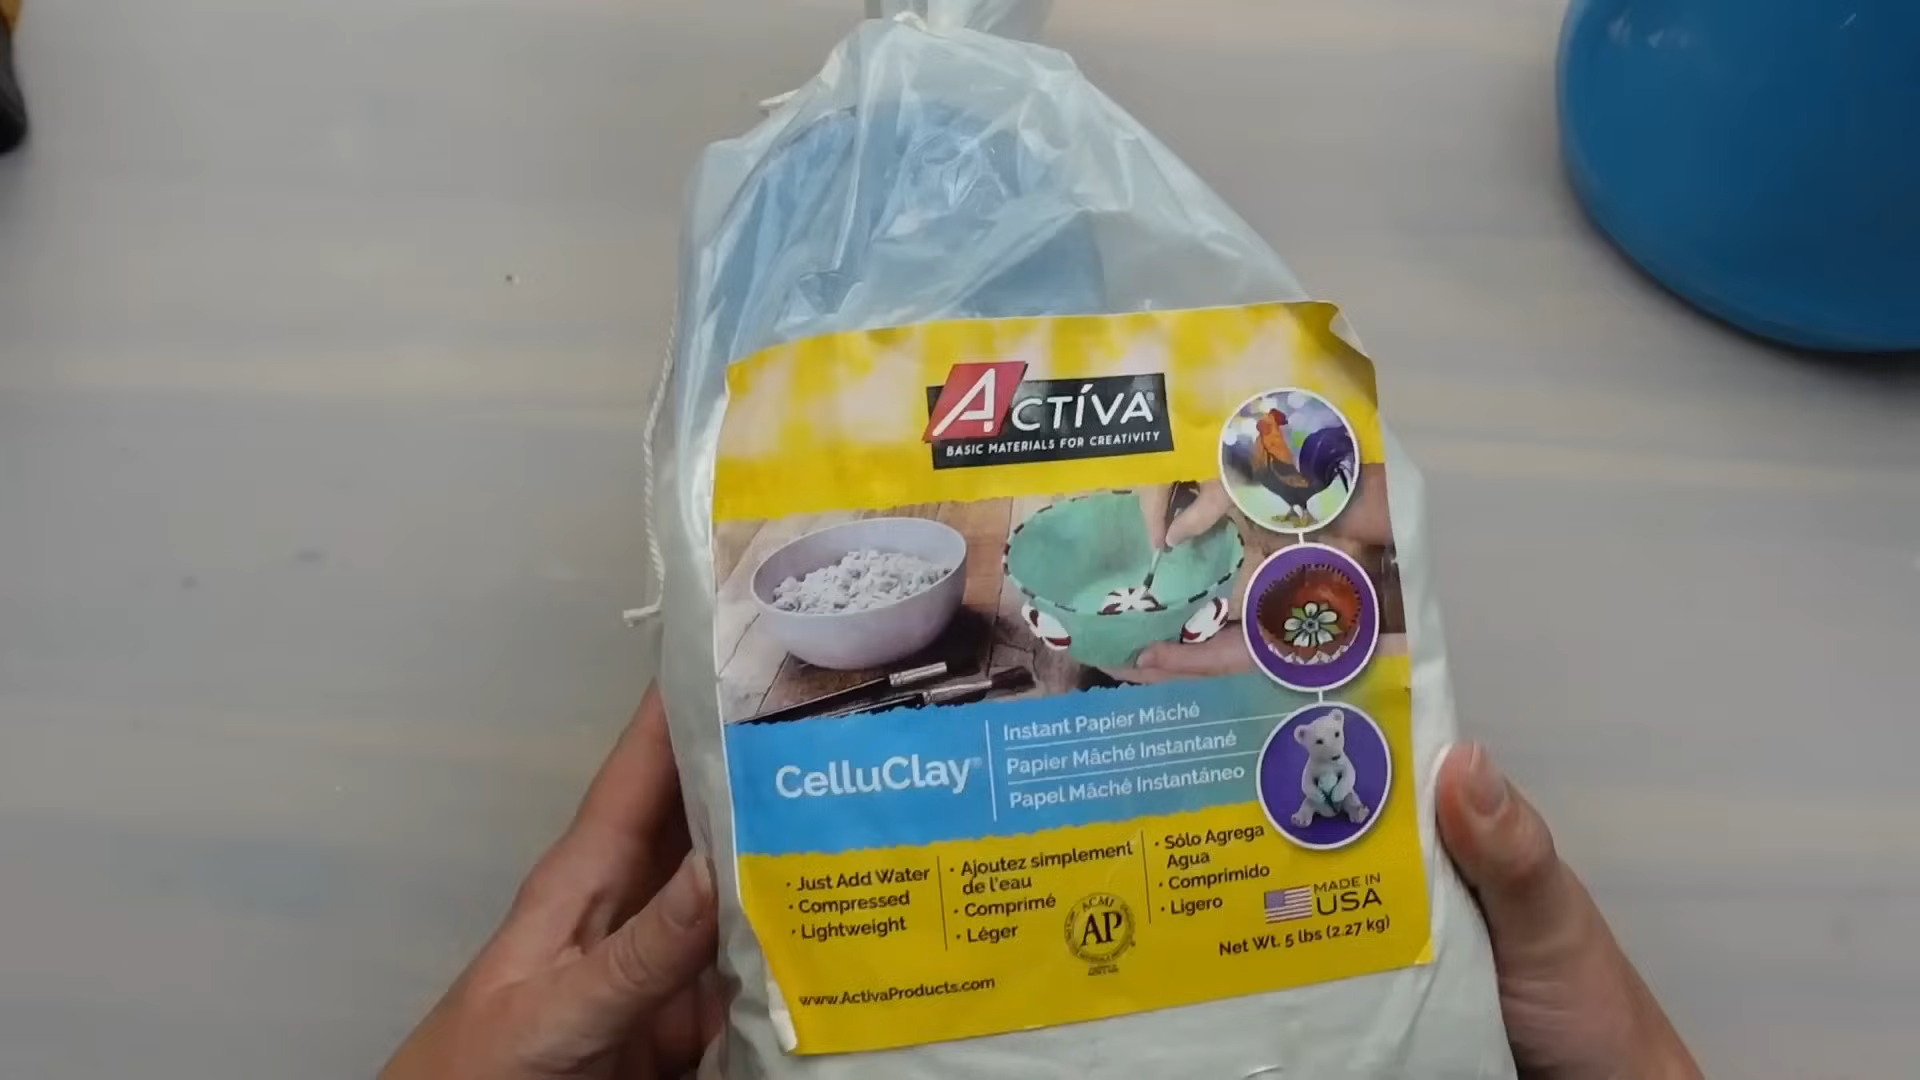 ACTÍVA®
BASIC MATERIALS FOR CREATIVITY
CelluClay®
Instant Papier Mâché
Papier Mâché Instantané
Papel Mâché Instantáneo
· Just Add Water
· Compressed
· Lightweight
· Ajoutez simplement
de l'eau
· Comprimé
· Léger
· Sólo Agrega
Agua
· Comprimido
· Ligero
ACMI
AP
MADE IN
USA
Net Wt. 5 lbs (2.27 kg)
www.ActivaProducts.com